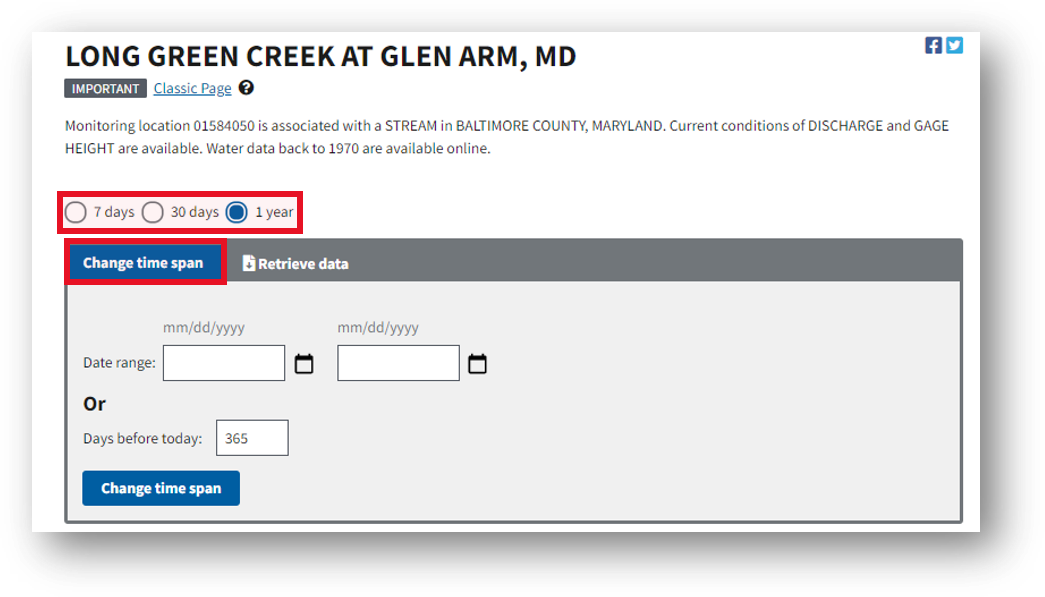 LONG GREEN CREEK AT GLEN ARM, MD
IMPORTANT Classic Page ?
Monitoring location 01584050 is associated with a STREAM in BALTIMORE COUNTY, MARYLAND. Current conditions of DISCHARGE and GAGE
HEIGHT are available. Water data back to 1970 are available online.
7 days 30 days 1 year
Change time span Retrieve data
mm/dd/yyyy mm/dd/yyyy
Date range:
Or
Days before today: 365
Change time span